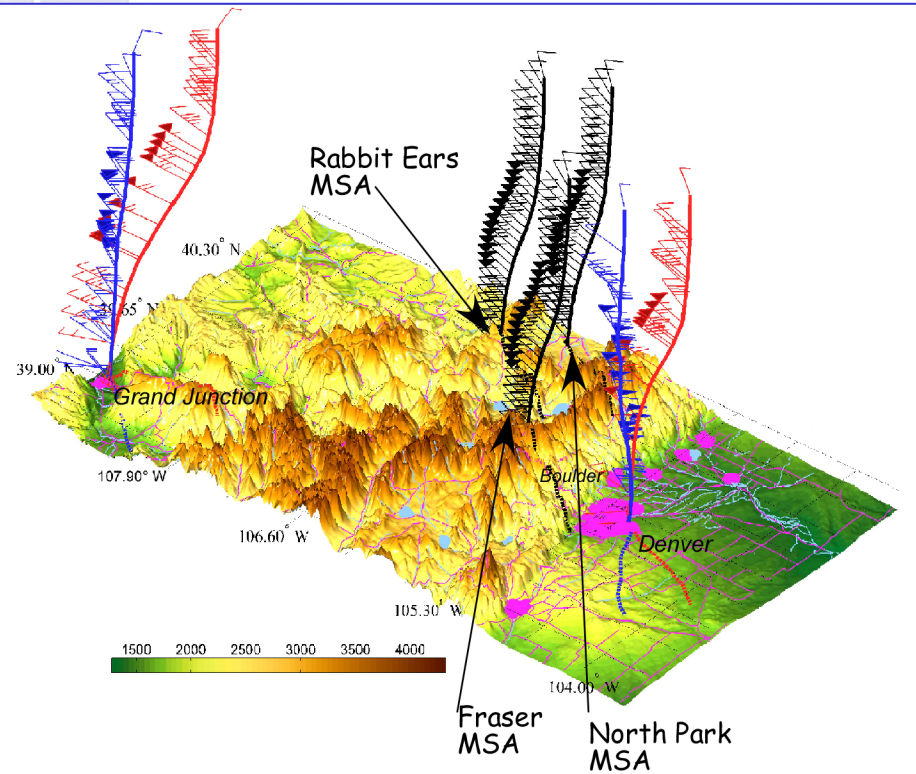 Rabbit Ears
MSA
40.30° N
39.00°
Grand Junction
107.90° W
Boulder
106.60° W
Denver
105.30° W
1500 2000 2500 3000 3500 4000
104.00° W
Fraser
MSA
North Park
MSA